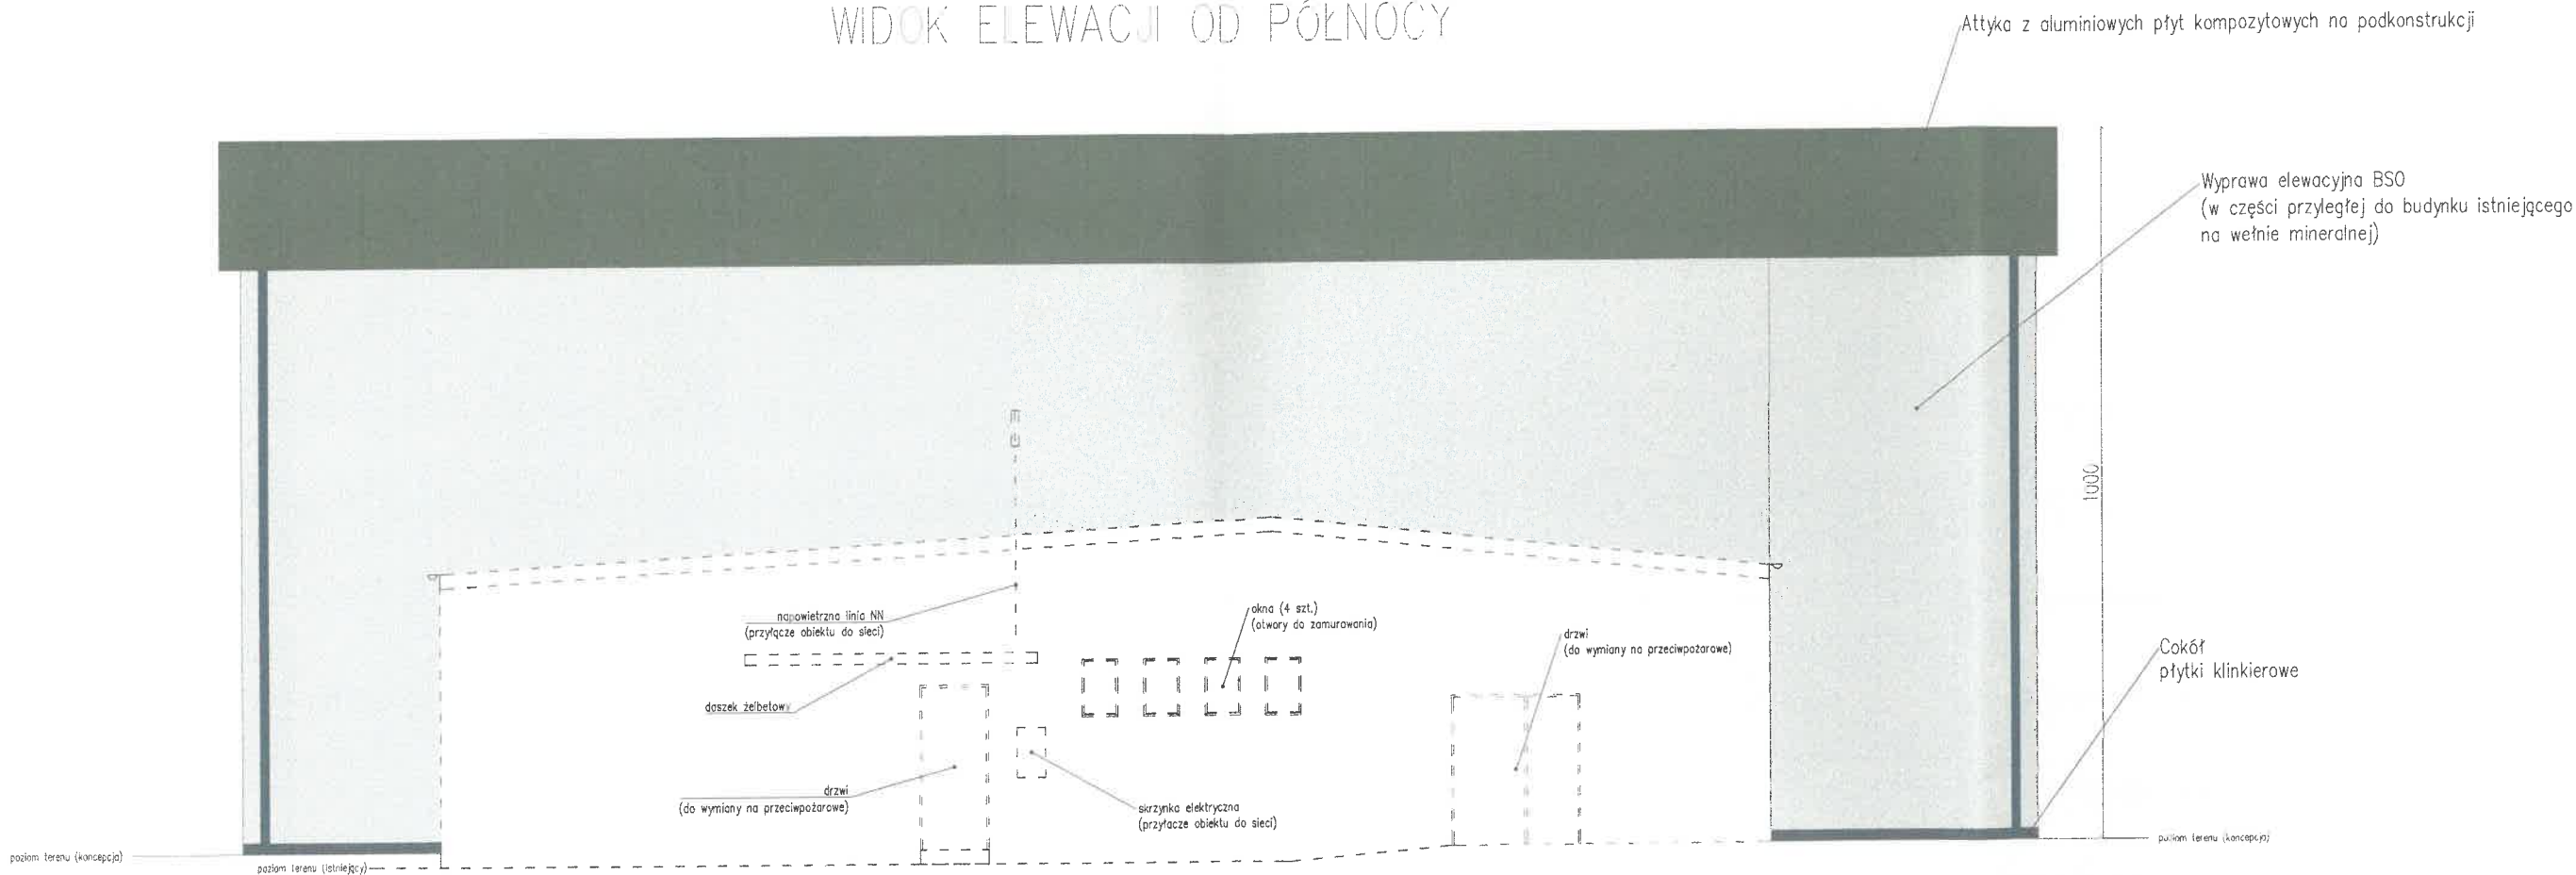 WIDOK ELEWACJI OD PÓŁNOCY
Attyka z aluminiowych płyt kompozytowych na podkonstrukcji
Wyprawa elewacyjna BSO
(w części przyległej do budynku istniejącego
na wełnie mineralnej)
1000
napowietrzna linia NN
(przyłącze obiektu do sieci)
okna (4 szt.)
(otwory do zamurowania)
drzwi
(do wymiany na przeciwpożarowe)
Cokół
płytki klinkierowe
daszek żelbetowy
drzwi
(do wymiany na przeciwpożarowe)
skrzynka elektryczna
(przyłacze obiektu do sieci)
poziom terenu (koncepcja)
poziom terenu (koncepcja)
poziom terenu (istniejący)